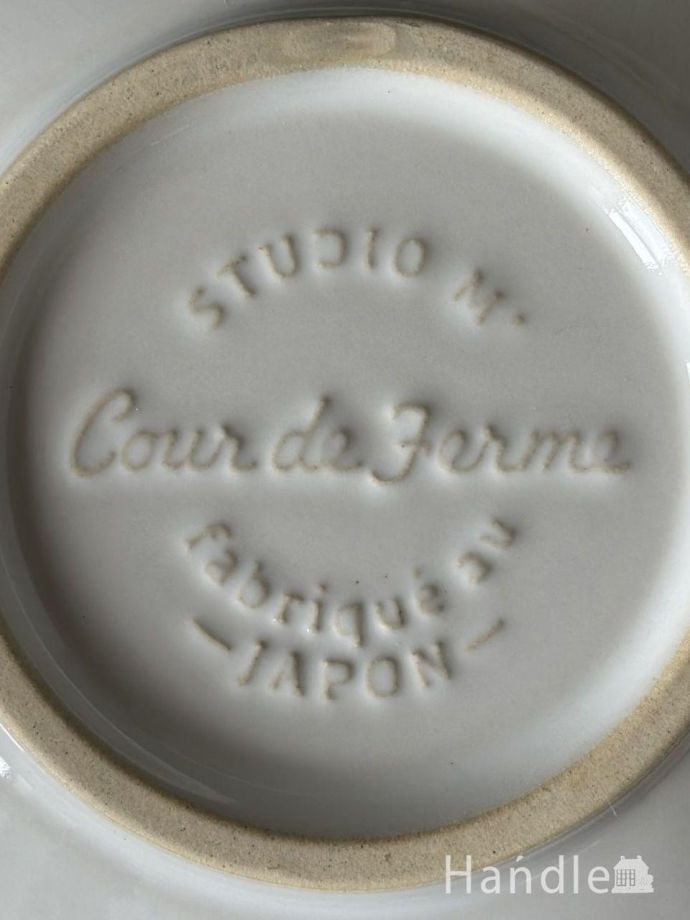 STUDIO M'
Cour de Ferme
fabriqué au
—JAPON—
Handle